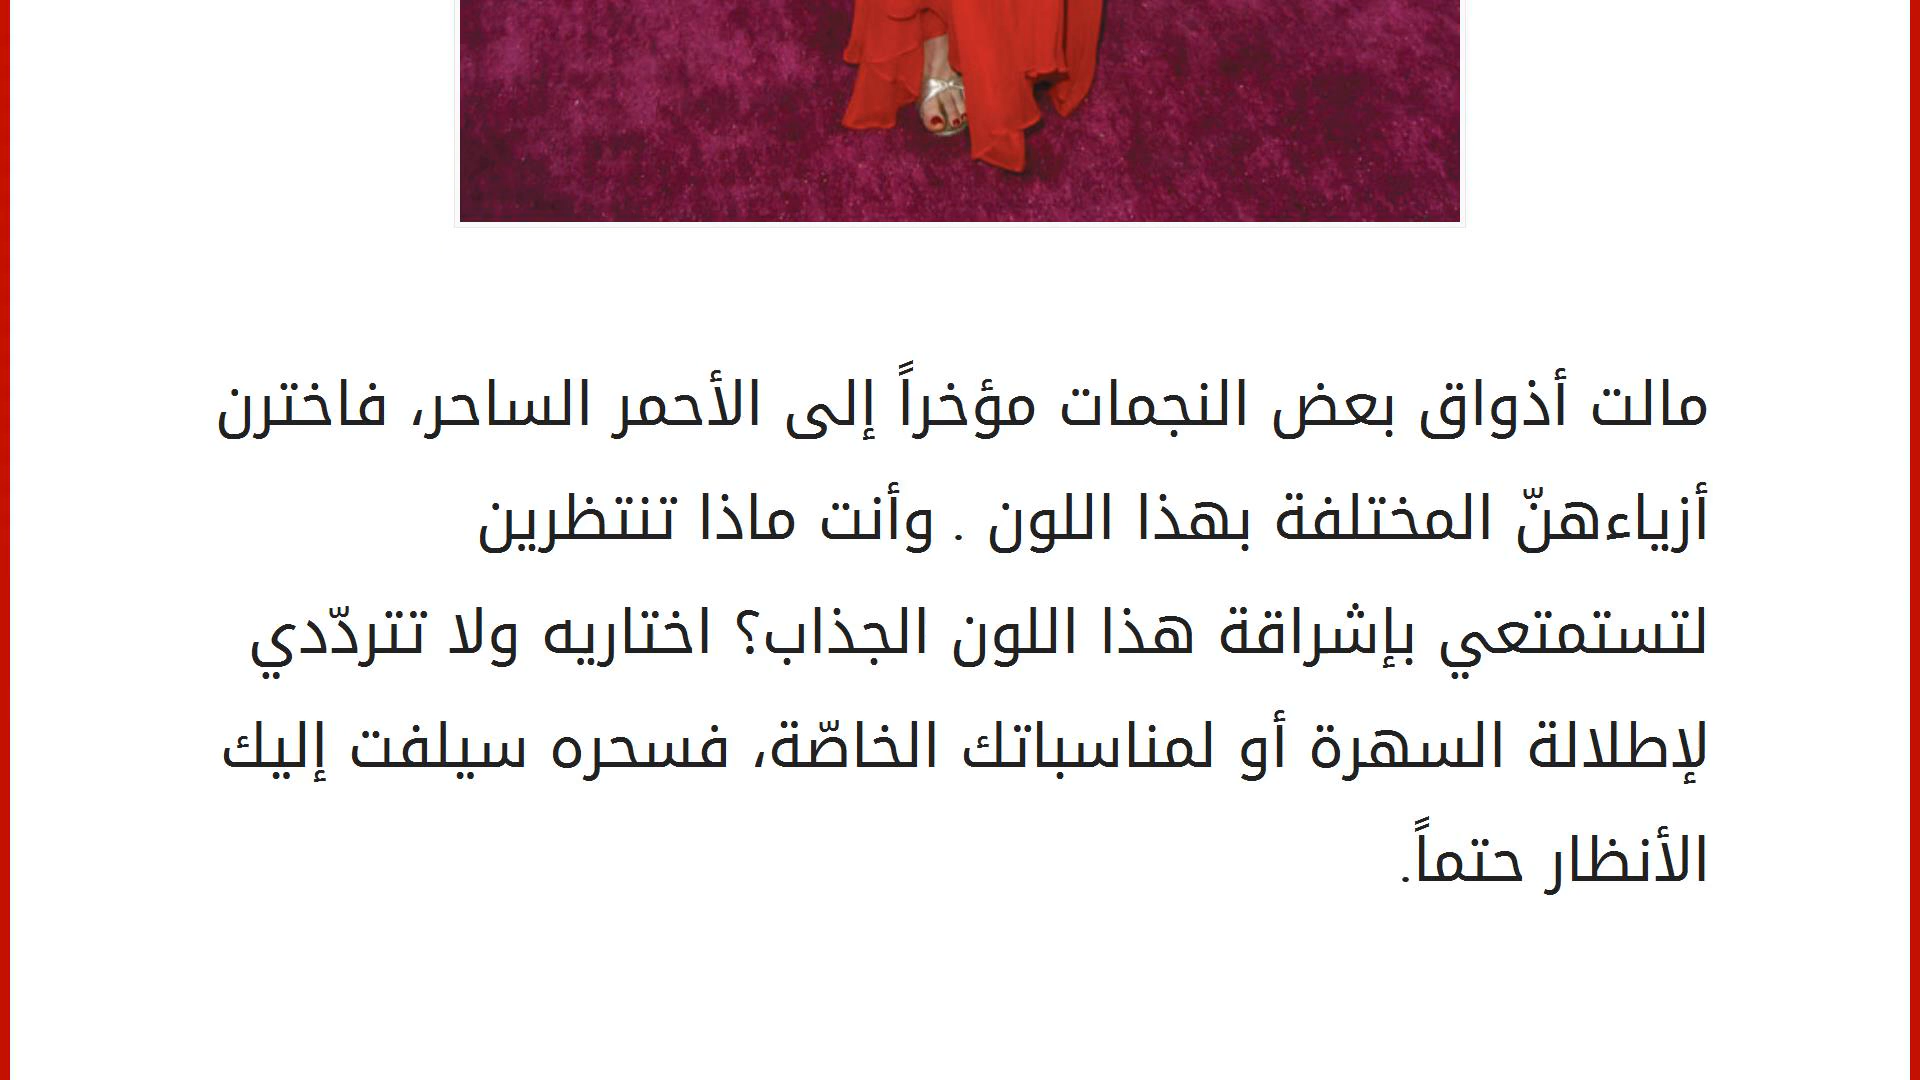 مالت أذواق بعض النجمات مؤخراً إلى الأحمر الساحر، فاخترن
أزياءهنّ المختلفة بهذا اللون . وأنت ماذا تنتظرين
لتستمتعي بإشراقة هذا اللون الجذاب؟ اختاريه ولا تتردّدي
لإطلالة السهرة أو لمناسباتك الخاصّة، فسحره سيلفت إليك
الأنظار حتماً.